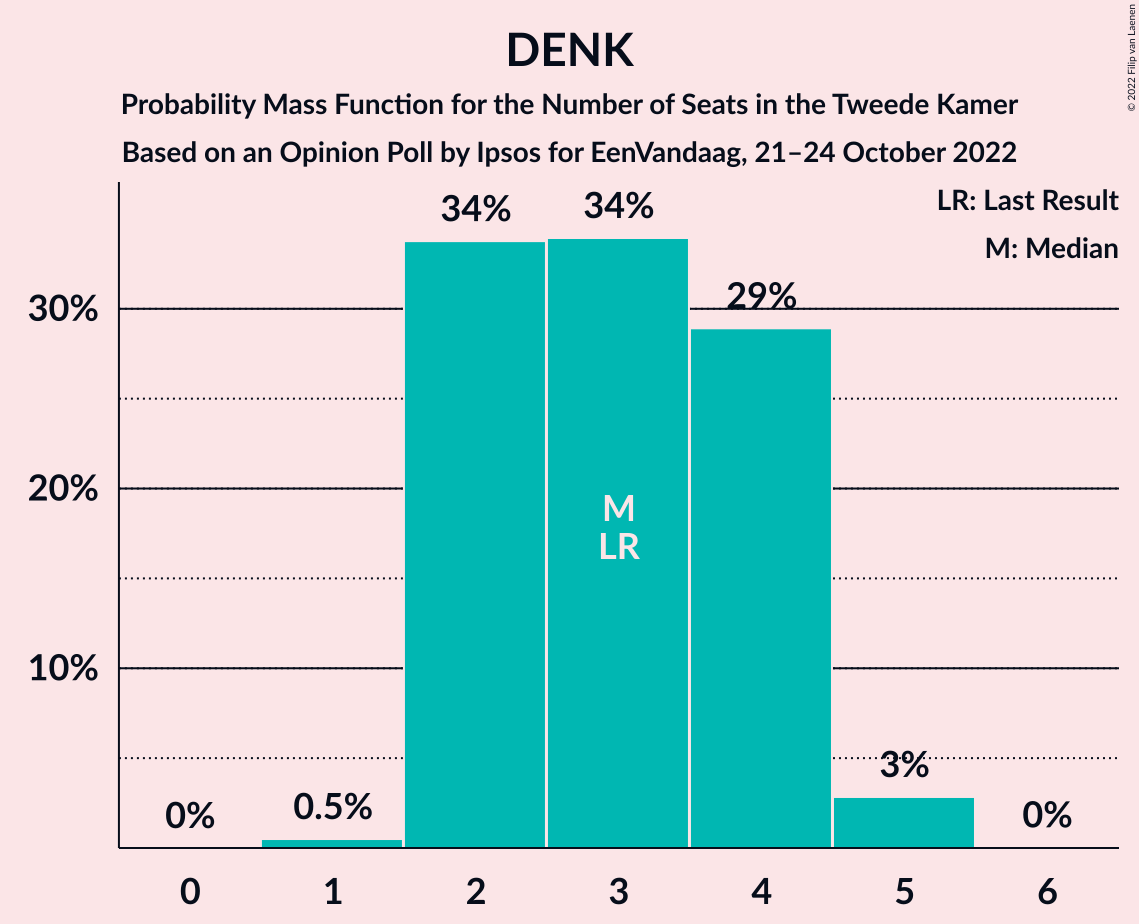 DENK
Probability Mass Function for the Number of Seats in the Tweede Kamer
Based on an Opinion Poll by Ipsos for EenVandaag, 21–24 October 2022
© 2022 Filip van Laenen
LR: Last Result
M: Median
34%
34%
29%
30%
20%
10%
M
LR
0%
0.5%
3%
0%
0
1
2
3
4
5
6